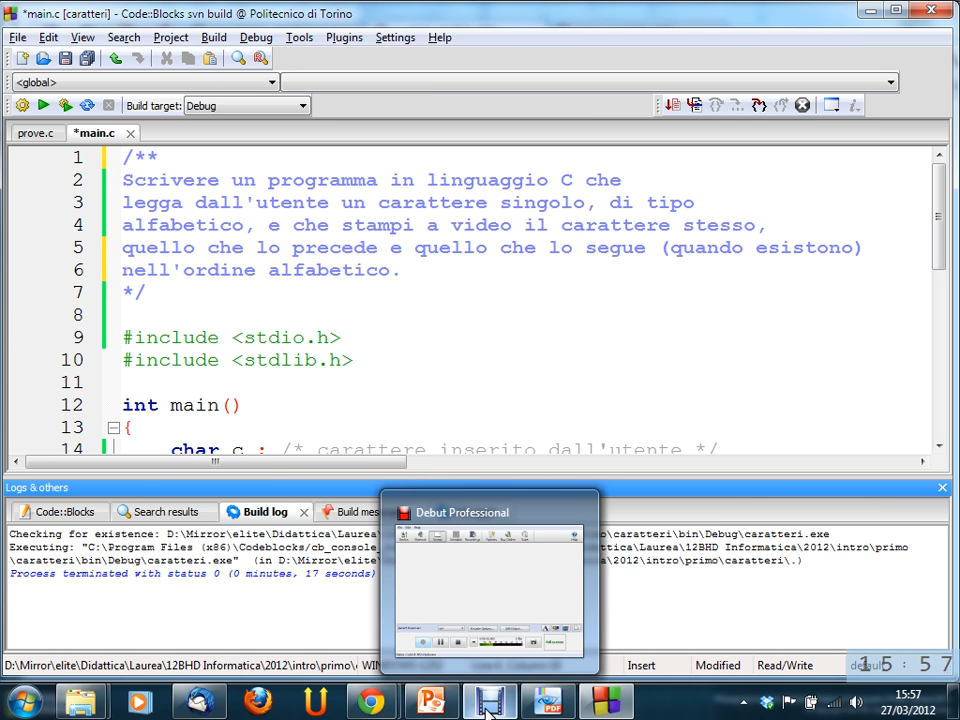 *main.c [caratteri] - Code::Blocks svn build @ Politecnico di Torino
File Edit View Search Project Build Debug Tools Plugins Settings Help
<global>
Build target: Debug
prove.c *main.c
1 /**
2 Scrivere un programma in linguaggio C che
3 legga dall'utente un carattere singolo, di tipo
4 alfabetico, e che stampi a video il carattere stesso,
5 quello che lo precede e quello che lo segue (quando esistono)
6 nell'ordine alfabetico.
7 */
8
9 #include <stdio.h>
10 #include <stdlib.h>
11
12 int main()
13 {
14 char c ; /* carattere inserito dall'utente */
Logs & others
Code::Blocks Search results Build log Build mes
Debut Professional
Checking for existence: D:\Mirror\elite\Didattica\Laurea
caratteri\bin\Debug\caratteri.exe
Executing: "C:\Program Files (x86)\Codeblocks/cb_console_
ttica\Laurea\12BHD Informatica\2012\intro\primo
\caratteri\bin\Debug\caratteri.exe" (in D:\Mirror\elit
2012\intro\primo\caratteri\.)
Process terminated with status 0 (0 minutes, 17 seconds)
D:\Mirror\elite\Didattica\Laurea\12BHD Informatica\2012\intro\primo\
Insert Modified Read/Write default
15:57
15:57
27/03/2012